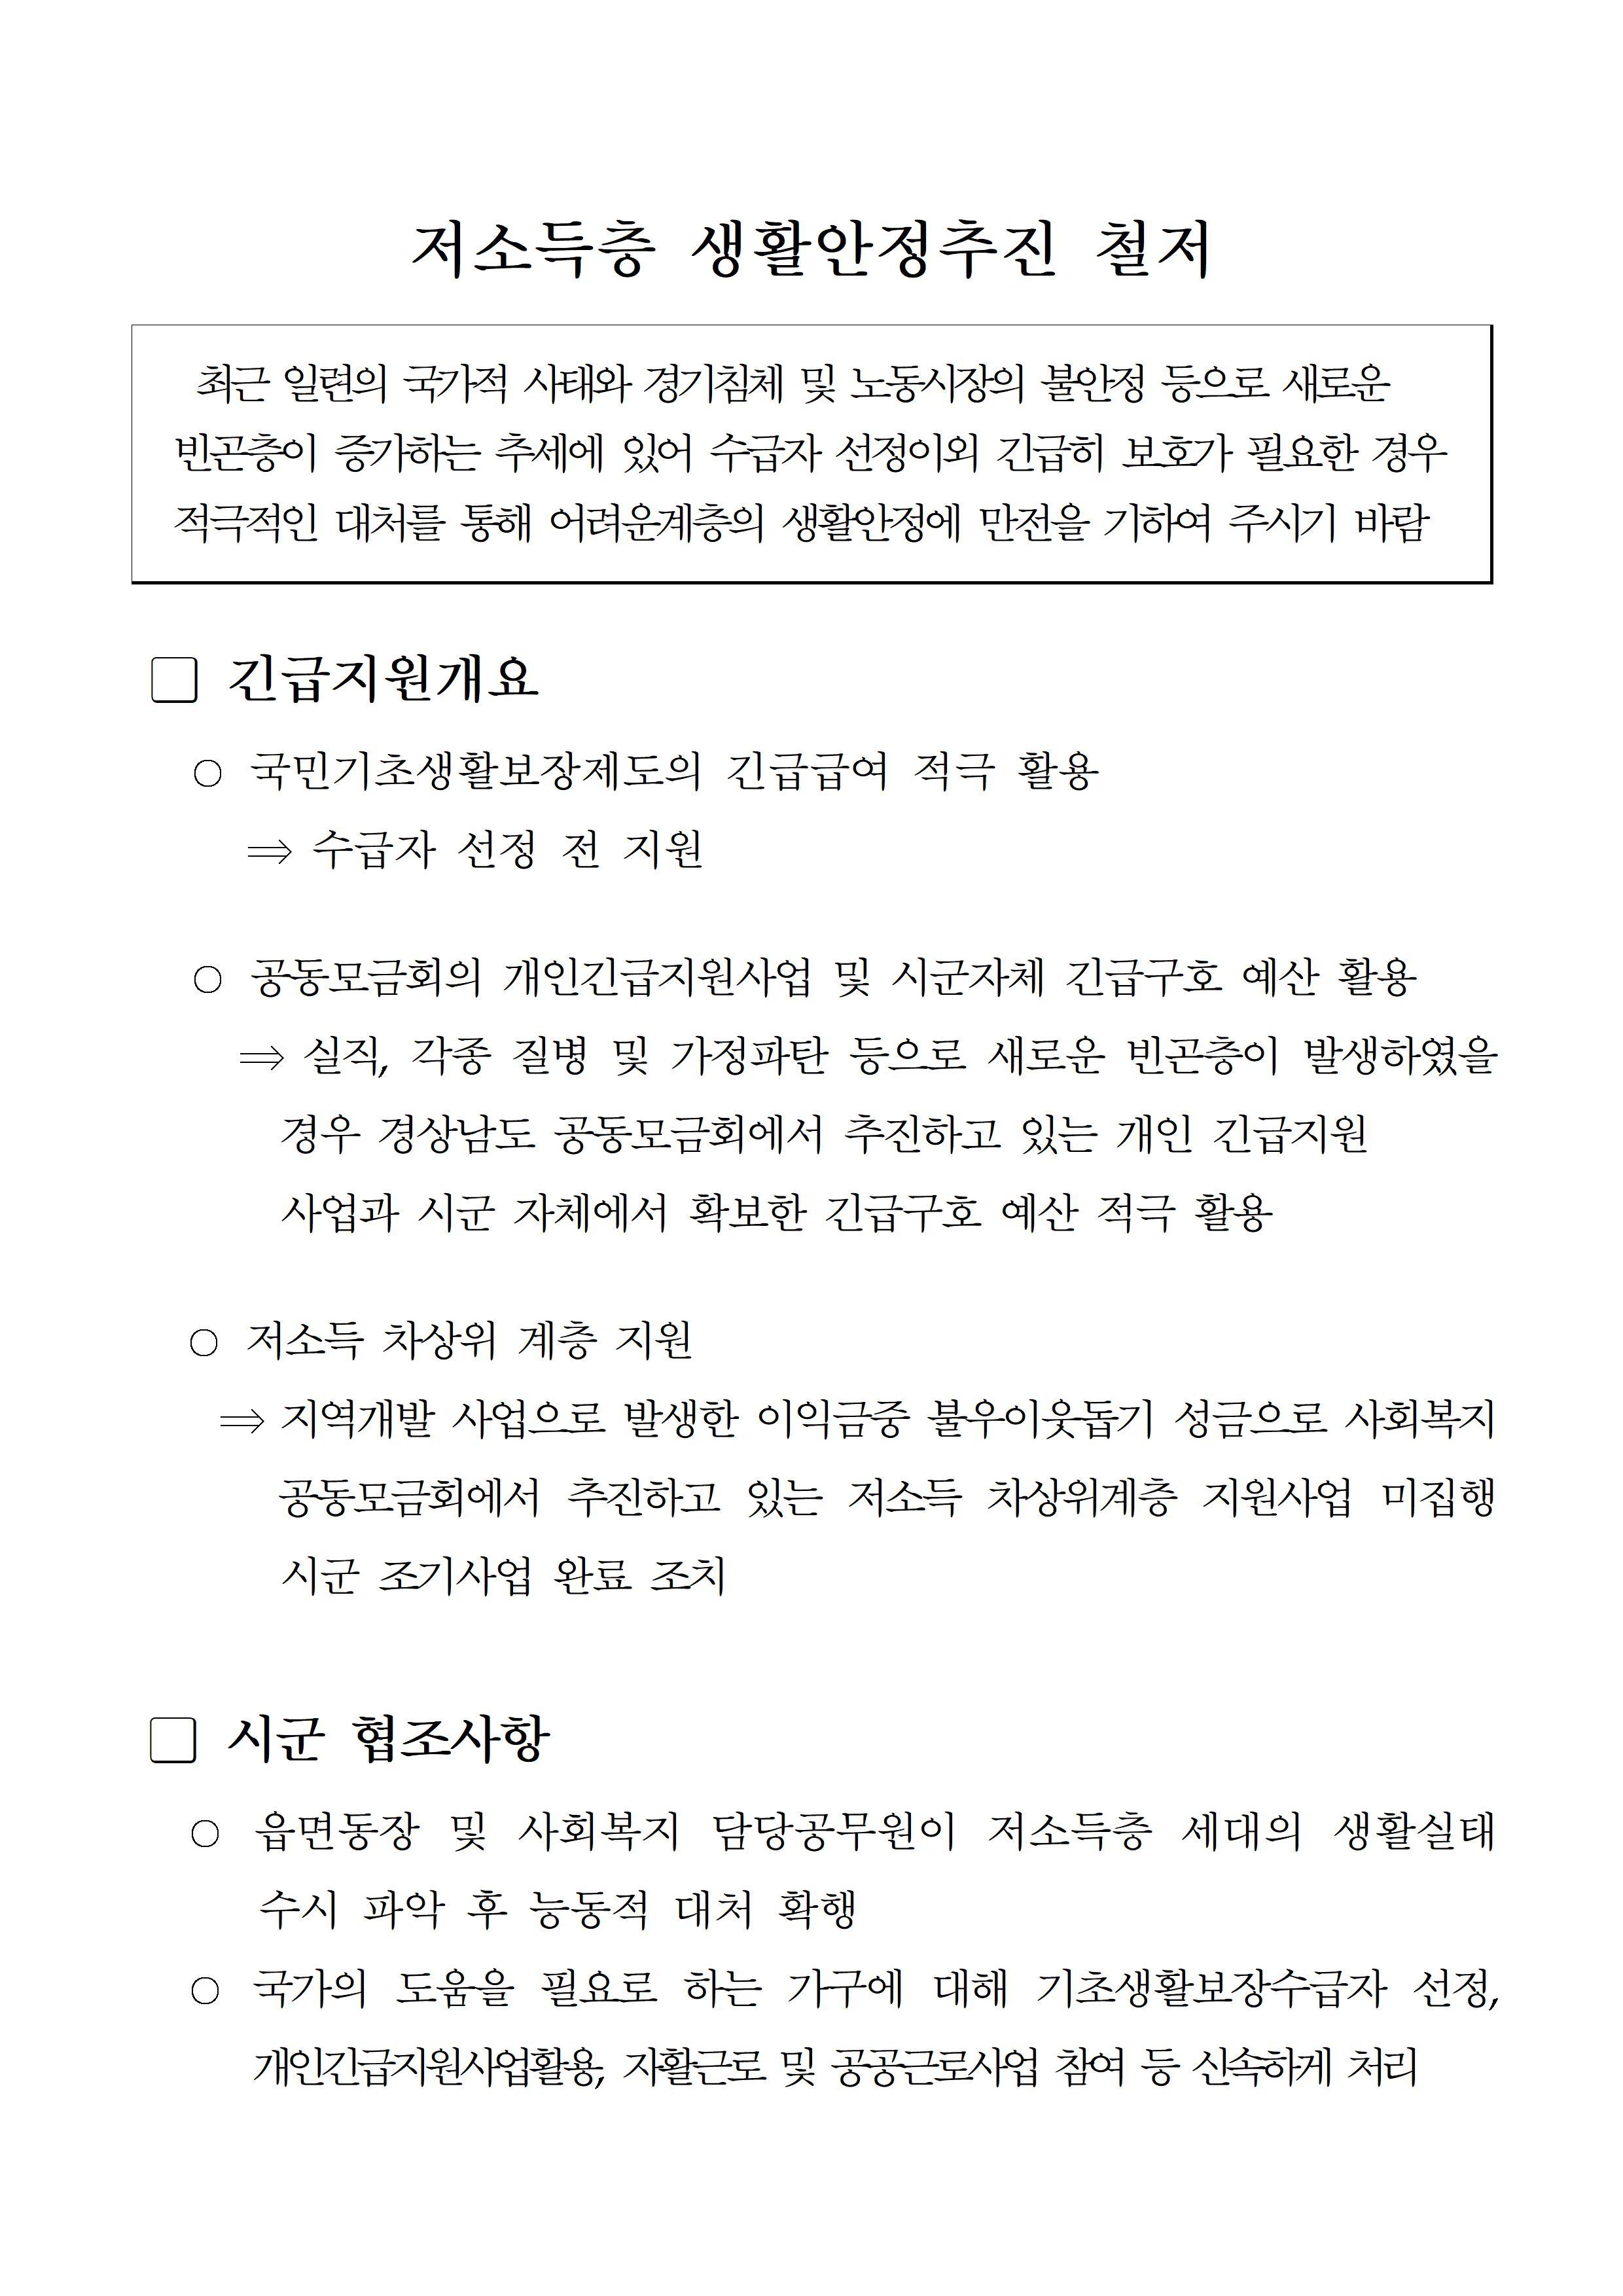 저소득층 생활안정추진 철저
최근 일련의 국가적 사태와 경기침체 및 노동시장의 불안정 등으로 새로운
빈곤층이 증가하는 추세에 있어 수급자 선정이외 긴급히 보호가 필요한 경우
적극적인 대처를 통해 어려운계층의 생활안정에 만전을 기하여 주시기 바람
□ 긴급지원개요
○ 국민기초생활보장제도의 긴급급여 적극 활용
⇒ 수급자 선정 전 지원
○ 공동모금회의 개인긴급지원사업 및 시군자체 긴급구호 예산 활용
⇒ 실직, 각종 질병 및 가정파탄 등으로 새로운 빈곤층이 발생하였을
경우 경상남도 공동모금회에서 추진하고 있는 개인 긴급지원
사업과 시군 자체에서 확보한 긴급구호 예산 적극 활용
○ 저소득 차상위 계층 지원
⇒ 지역개발 사업으로 발생한 이익금중 불우이웃돕기 성금으로 사회복지
공동모금회에서 추진하고 있는 저소득 차상위계층 지원사업 미집행
시군 조기사업 완료 조치
□ 시군 협조사항
○ 읍면동장 및 사회복지 담당공무원이 저소득층 세대의 생활실태
수시 파악 후 능동적 대처 확행
○ 국가의 도움을 필요로 하는 가구에 대해 기초생활보장수급자 선정,
개인긴급지원사업활용, 자활근로 및 공공근로사업 참여 등 신속하게 처리